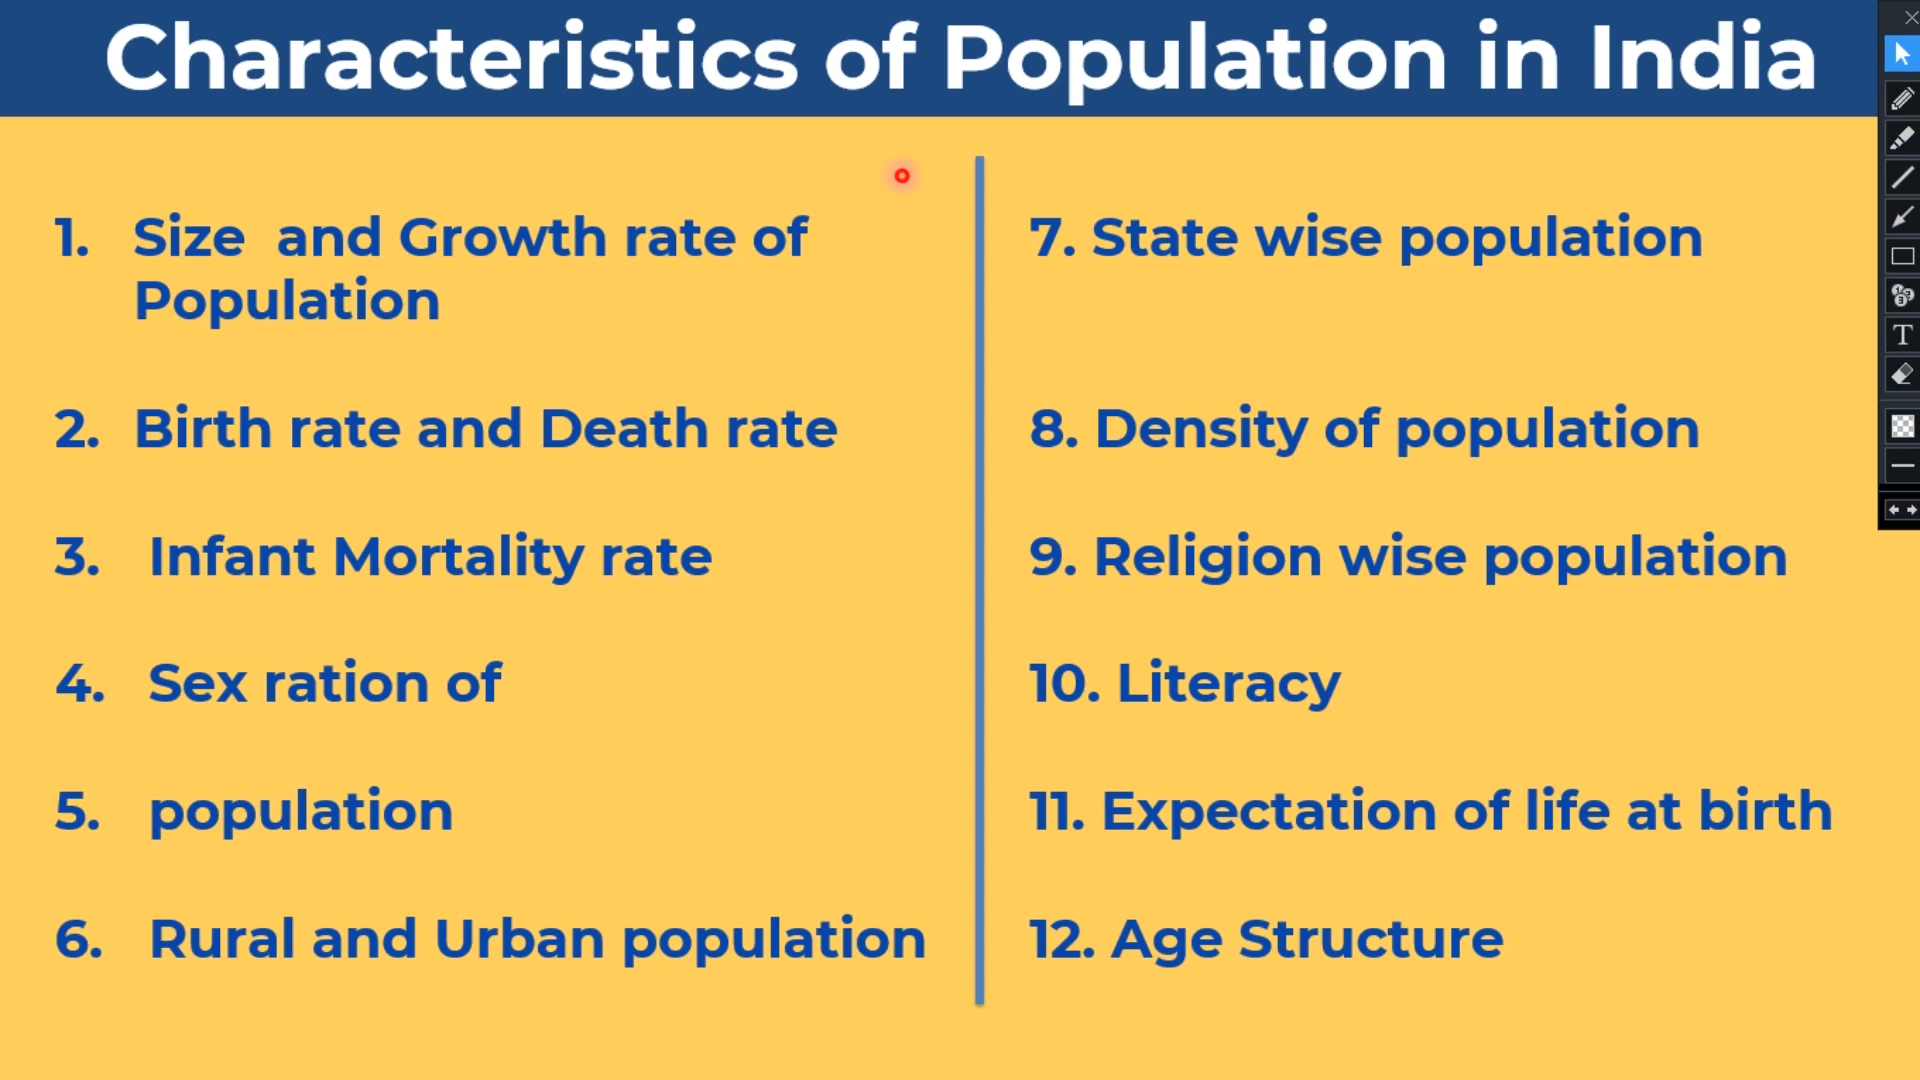 Characteristics of Population in India
1. Size and Growth rate of
Population
2. Birth rate and Death rate
3. Infant Mortality rate
4. Sex ration of
5. population
6. Rural and Urban population
7. State wise population
8. Density of population
9. Religion wise population
10. Literacy
11. Expectation of life at birth
12. Age Structure
T